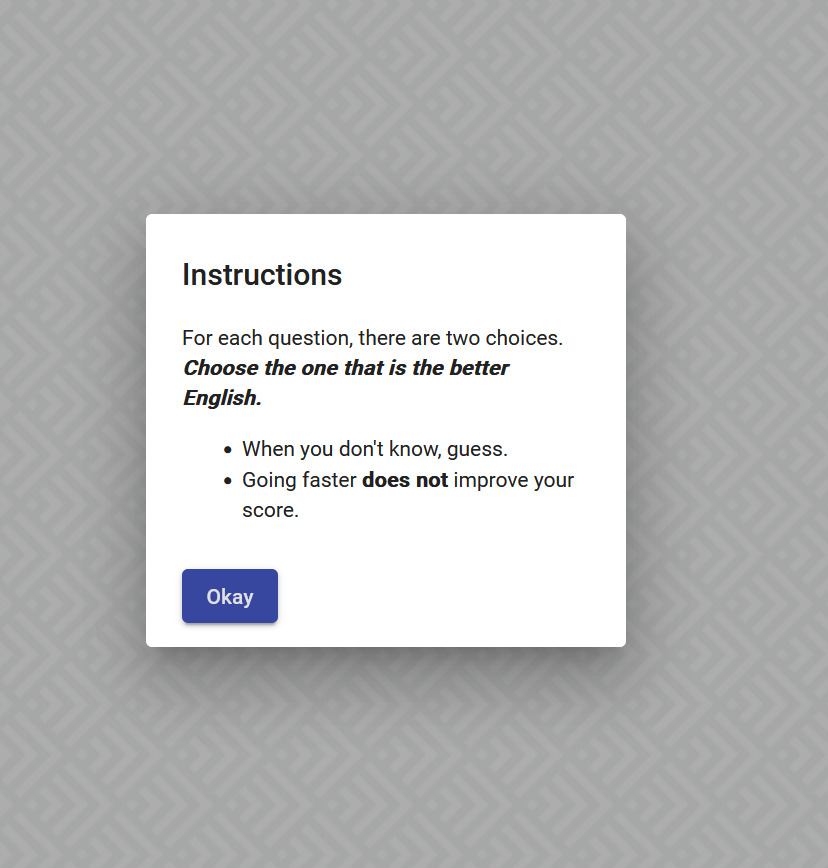 Instructions
For each question, there are two choices.
Choose the one that is the better
English.
• When you don't know, guess.
• Going faster does not improve your
score.
Okay